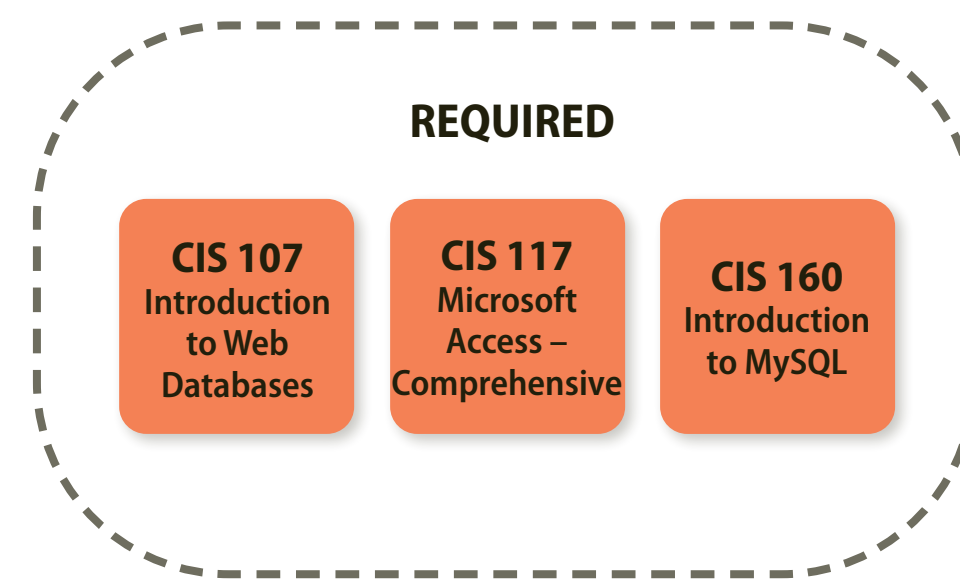 REQUIRED
CIS 107
Introduction
to Web
Databases
CIS 117
Microsoft
Access –
Comprehensive
CIS 160
Introduction
to MySQL